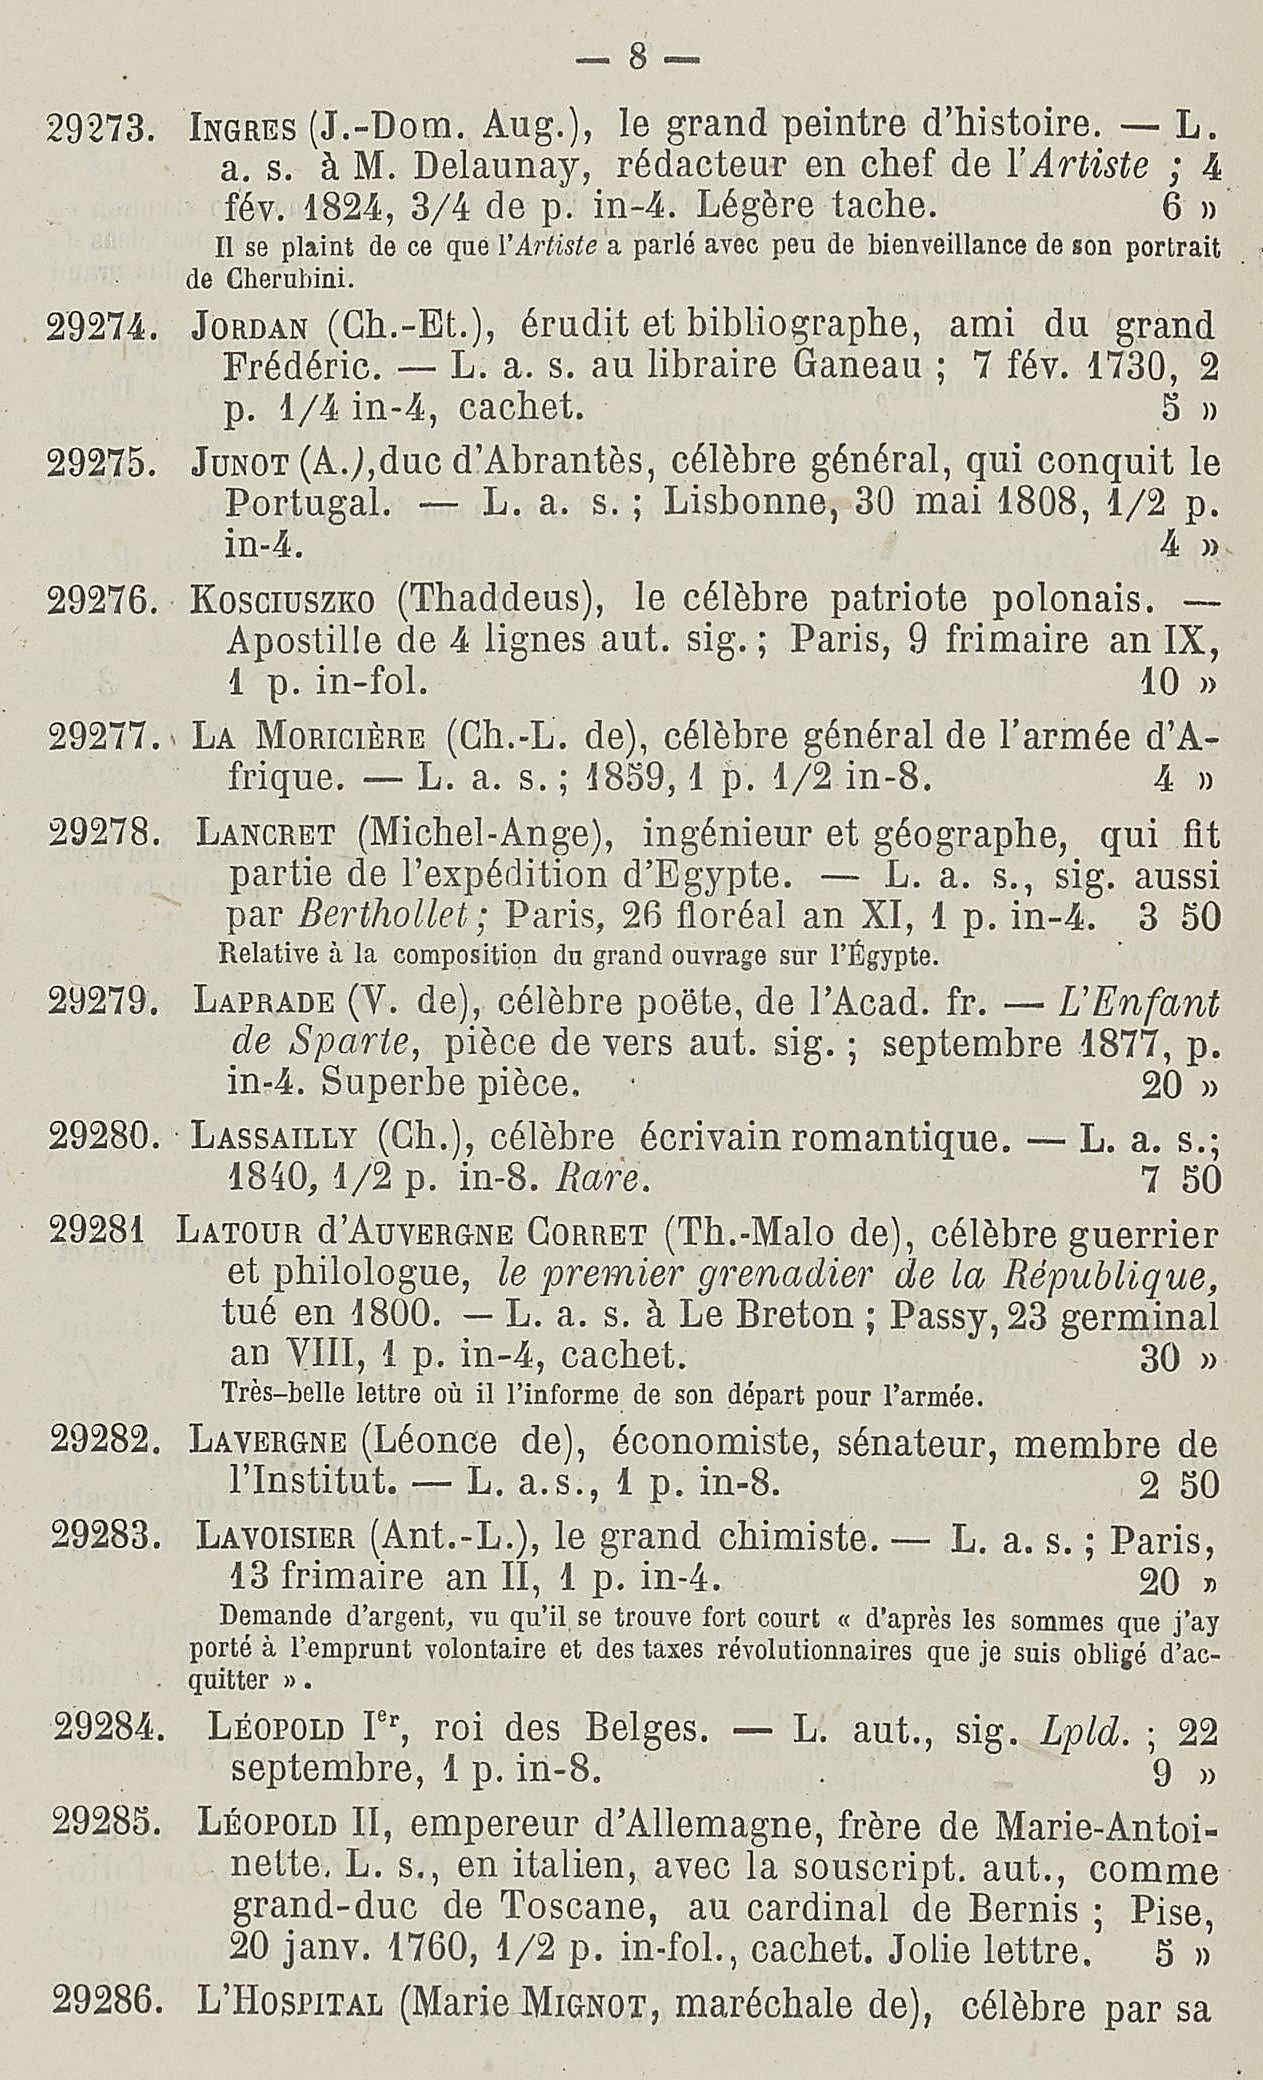 — 8 —
29273. INGRES (J.-Dom. Aug.), le grand peintre d'histoire. — L.
a. s. à M. Delaunay, rédacteur en chef de l'Artiste ; 4
fév. 1824, 3/4 de p. in-4. Légère tache. 6 »
Il se plaint de ce que l'Artiste a parlé avec peu de bienveillance de son portrait
de Cherubini.
29274. JORDAN (Ch.-Et.), érudit et bibliographe, ami du grand
Frédéric. — L. a. s. au libraire Ganeau ; 7 fév. 1730, 2
p. 1/4 in-4, cachet. 5 »
29275. JUNOT (A.),duc d'Abrantès, célèbre général, qui conquit le
Portugal. — L. a. s. ; Lisbonne, 30 mai 1808, 1/2 p.
in-4. 4 »
29276. KOSCIUSZKO (Thaddeus), le célèbre patriote polonais. —
Apostille de 4 lignes aut. sig. ; Paris, 9 frimaire an IX,
1 p. in-fol. 10 »
29277. LA MORICIÈRE (Ch.-L. de), célèbre général de l'armée d'A-
frique. — L. a. s. ; 1859, 1 p. 1/2 in-8. 4 »
29278. LANCRET (Michel-Ange), ingénieur et géographe, qui fit
partie de l'expédition d'Egypte. — L. a. s., sig. aussi
par Berthollet ; Paris, 26 floréal an XI, 1 p. in-4. 3 50
Relative à la composition du grand ouvrage sur l'Égypte.
29279. LAPRADE (V. de), célèbre poëte, de l'Acad. fr. — L'Enfant
de Sparte, pièce de vers aut. sig. ; septembre 1877, p.
in-4. Superbe pièce. 20 »
29280. LASSAILLY (Ch.), célèbre écrivain romantique. — L. a. s.;
1840, 1/2 p. in-8. Rare. 7 50
29281 LATOUR d'AUVERGNE CORRET (Th.-Malo de), célèbre guerrier
et philologue, le premier grenadier de la République,
tué en 1800. — L. a. s. à Le Breton ; Passy, 23 germinal
an VIII, 1 p. in-4, cachet. 30 »
Très-belle lettre où il l'informe de son départ pour l'armée.
29282. LAVERGNE (Léonce de), économiste, sénateur, membre de
l'Institut. — L. a. s., 1 p. in-8. 2 50
29283. LAVOISIER (Ant.-L.), le grand chimiste. — L. a. s. ; Paris,
13 frimaire an II, 1 p. in-4. 20 »
Demande d'argent, vu qu'il se trouve fort court « d'après les sommes que j'ay
porté à l'emprunt volontaire et des taxes révolutionnaires que je suis obligé d'ac-
quitter » .
29284. LÉOPOLD Ier, roi des Belges. — L. aut., sig. Lpld. ; 22
septembre, 1 p. in-8. 9 »
29285. LÉOPOLD II, empereur d'Allemagne, frère de Marie-Antoi-
nette. L. s., en italien, avec la souscript. aut., comme
grand-duc de Toscane, au cardinal de Bernis ; Pise,
20 janv. 1760, 1/2 p. in-fol., cachet. Jolie lettre. 5 »
29286. L'HOSPITAL (Marie MIGNOT, maréchale de), célèbre par sa